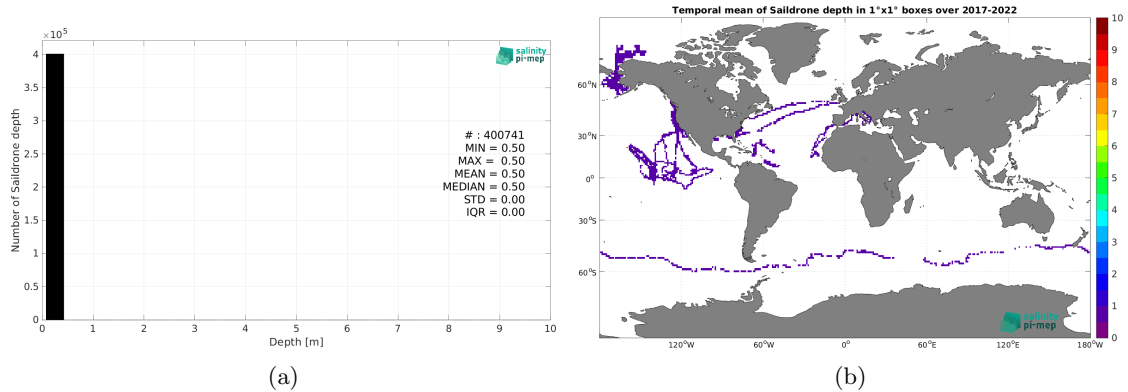 ×10⁵
4
3.5
3
2.5
2
1.5
1
0.5
0
Number of Saildrone depth
0 1 2 3 4 5 6 7 8 9 10
Depth [m]
salinity
pi-mep
# : 400741
MIN = 0.50
MAX = 0.50
MEAN = 0.50
MEDIAN = 0.50
STD = 0.00
IQR = 0.00
(a)
Temporal mean of Saildrone depth in 1°x1° boxes over 2017-2022
60°N
30°N
0°
30°S
60°S
120°W 60°W 0° 60°E 120°E 180°W
salinity
pi-mep
10
9
8
7
6
5
4
3
2
1
0
(b)